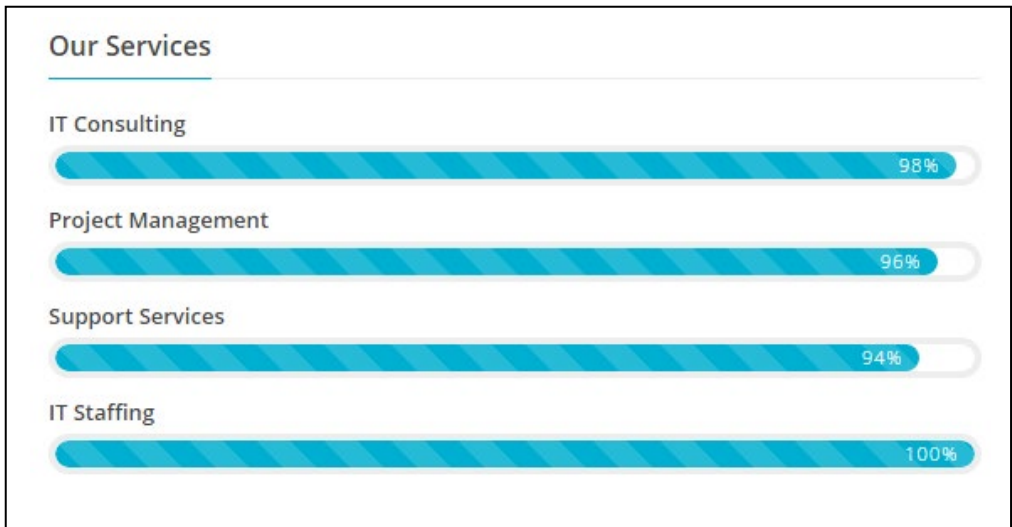 Our Services
IT Consulting
98%
Project Management
96%
Support Services
94%
IT Staffing
100%